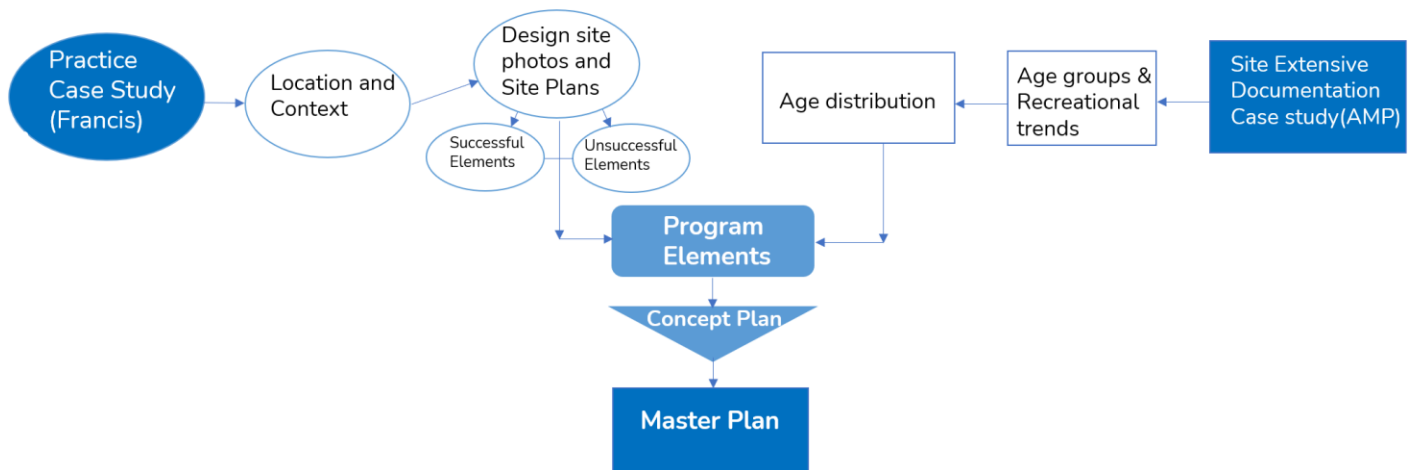 Practice
Case Study
(Francis)
Location and
Context
Design site
photos and
Site Plans
Successful
Elements
Unsuccessful
Elements
Age distribution
Age groups &
Recreational
trends
Site Extensive
Documentation
Case study(AMP)
Program
Elements
Concept Plan
Master Plan